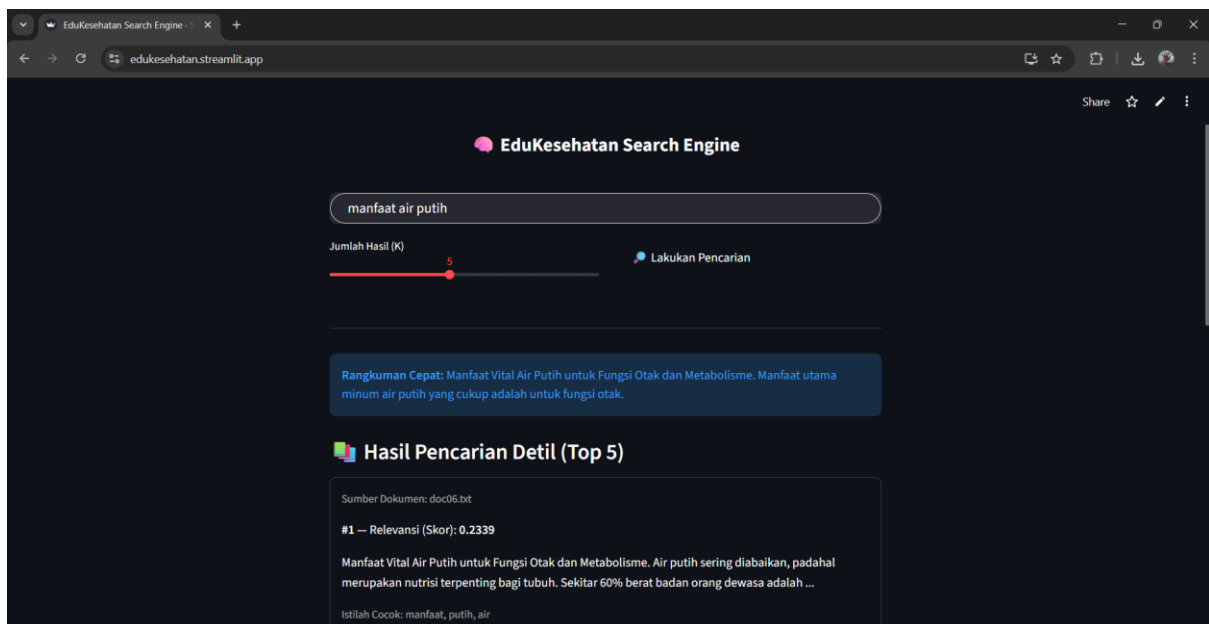 EduKesehatan Search Engine - S
edukesehatan.streamlit.app
Share
EduKesehatan Search Engine
manfaat air putih
Jumlah Hasil (K)
5
Lakukan Pencarian
Rangkuman Cepat: Manfaat Vital Air Putih untuk Fungsi Otak dan Metabolisme. Manfaat utama
minum air putih yang cukup adalah untuk fungsi otak.
Hasil Pencarian Detil (Top 5)
Sumber Dokumen: doc06.txt
#1 — Relevansi (Skor): 0.2339
Manfaat Vital Air Putih untuk Fungsi Otak dan Metabolisme. Air putih sering diabaikan, padahal
merupakan nutrisi terpenting bagi tubuh. Sekitar 60% berat badan orang dewasa adalah ...
Istilah Cocok: manfaat, putih, air